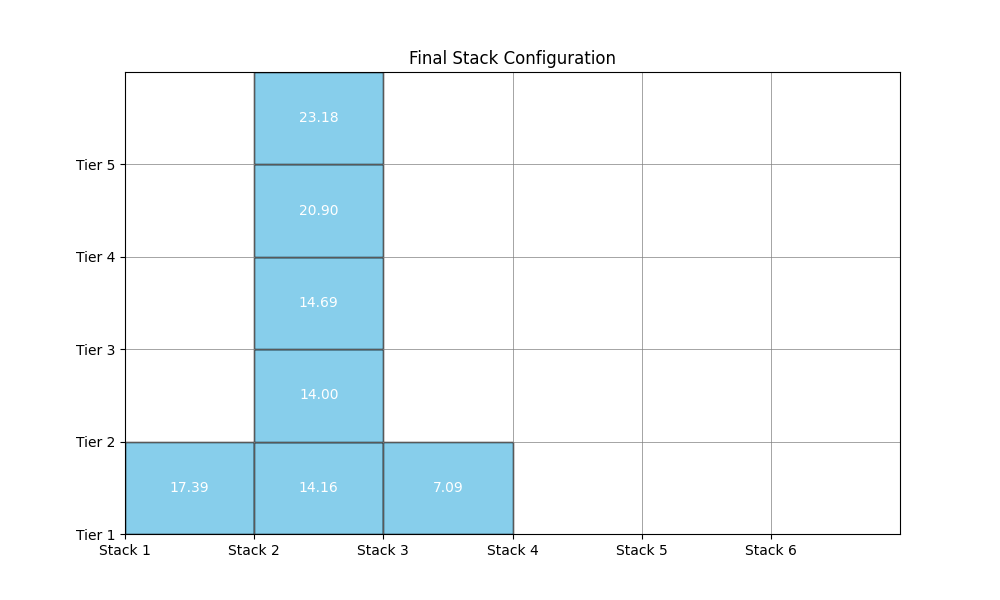 Final Stack Configuration
23.18
Tier 5
20.90
Tier 4
14.69
Tier 3
14.00
Tier 2
17.39 14.16 7.09
Tier 1
Stack 1 Stack 2 Stack 3 Stack 4 Stack 5 Stack 6